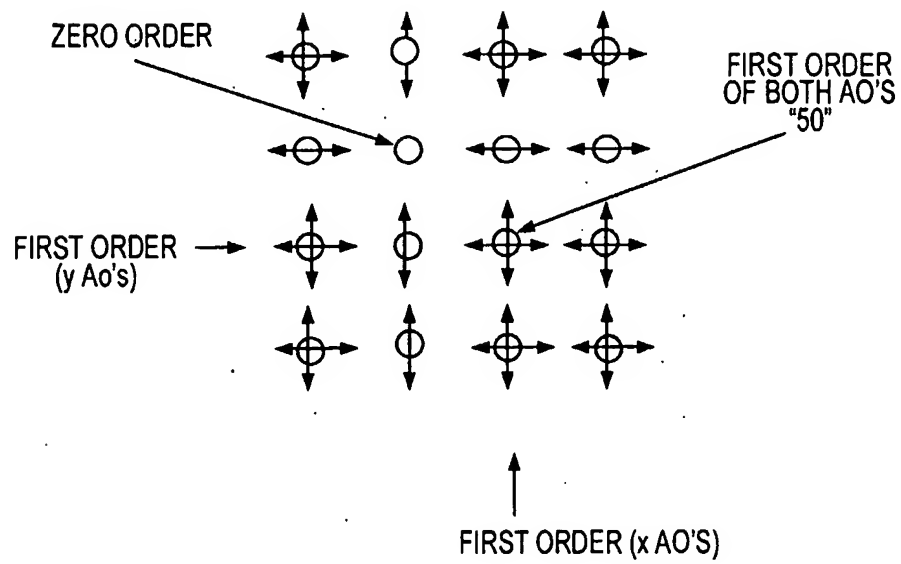 ZERO ORDER
FIRST ORDER
OF BOTH AO'S
"50"
FIRST ORDER
(y Ao's)
FIRST ORDER (x AO'S)